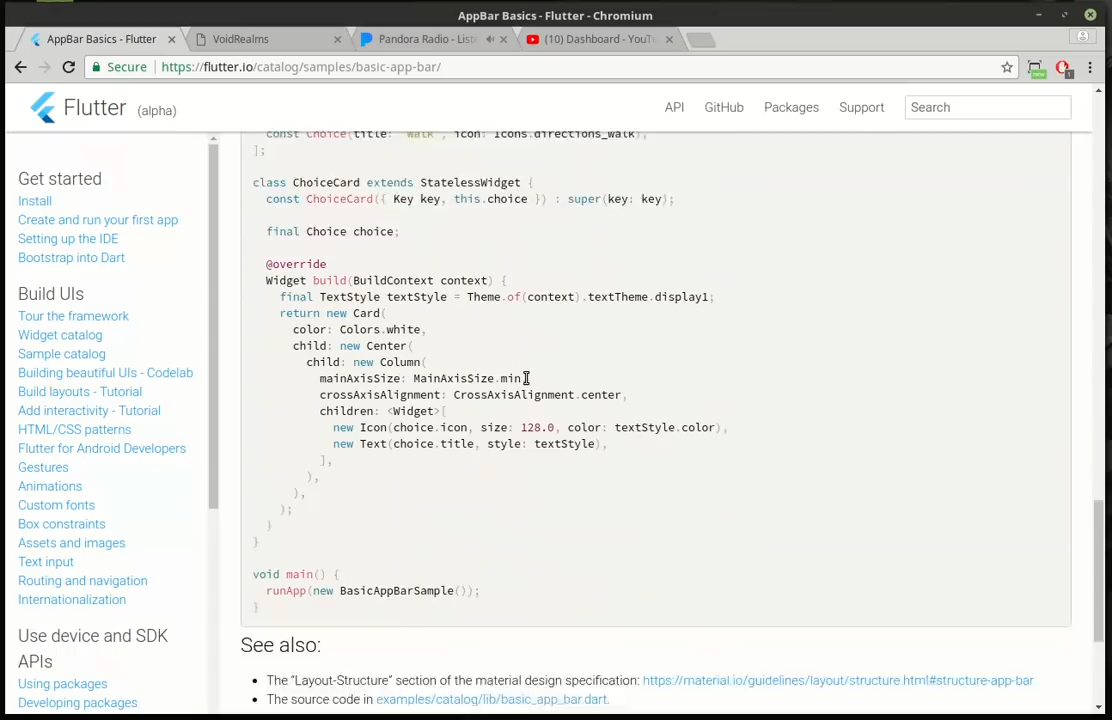 AppBar Basics - Flutter - Chromium
AppBar Basics - Flutter
VoidRealms
Pandora Radio - List
(10) Dashboard - YouT
Secure
https://flutter.io/catalog/samples/basic-app-bar/
Flutter (alpha)
API
GitHub
Packages
Support
Search
Get started
Install
Create and run your first app
Setting up the IDE
Bootstrap into Dart
Build UIs
Tour the framework
Widget catalog
Sample catalog
Building beautiful UIs - Codelab
Build layouts - Tutorial
Add interactivity - Tutorial
HTML/CSS patterns
Flutter for Android Developers
Gestures
Animations
Custom fonts
Box constraints
Assets and images
Text input
Routing and navigation
Internationalization
Use device and SDK
APIs
Using packages
Developing packages
const Choice(title: 'Walk', icon: Icons.directions_walk),
];
class ChoiceCard extends StatelessWidget {
const ChoiceCard({ Key key, this.choice }) : super(key: key);
final Choice choice;
@override
Widget build(BuildContext context) {
final TextStyle textStyle = Theme.of(context).textTheme.display1;
return new Card(
color: Colors.white,
child: new Center(
child: new Column(
mainAxisSize: MainAxisSize.min
crossAxisAlignment: CrossAxisAlignment.center,
children: <Widget>[
new Icon(choice.icon, size: 128.0, color: textStyle.color),
new Text(choice.title, style: textStyle),
],
),
),
);
}
}
void main() {
runApp(new BasicAppBarSample());
}
See also:
The “Layout-Structure” section of the material design specification: https://material.io/guidelines/layout/structure.html#structure-app-bar
The source code in examples/catalog/lib/basic_app_bar.dart.